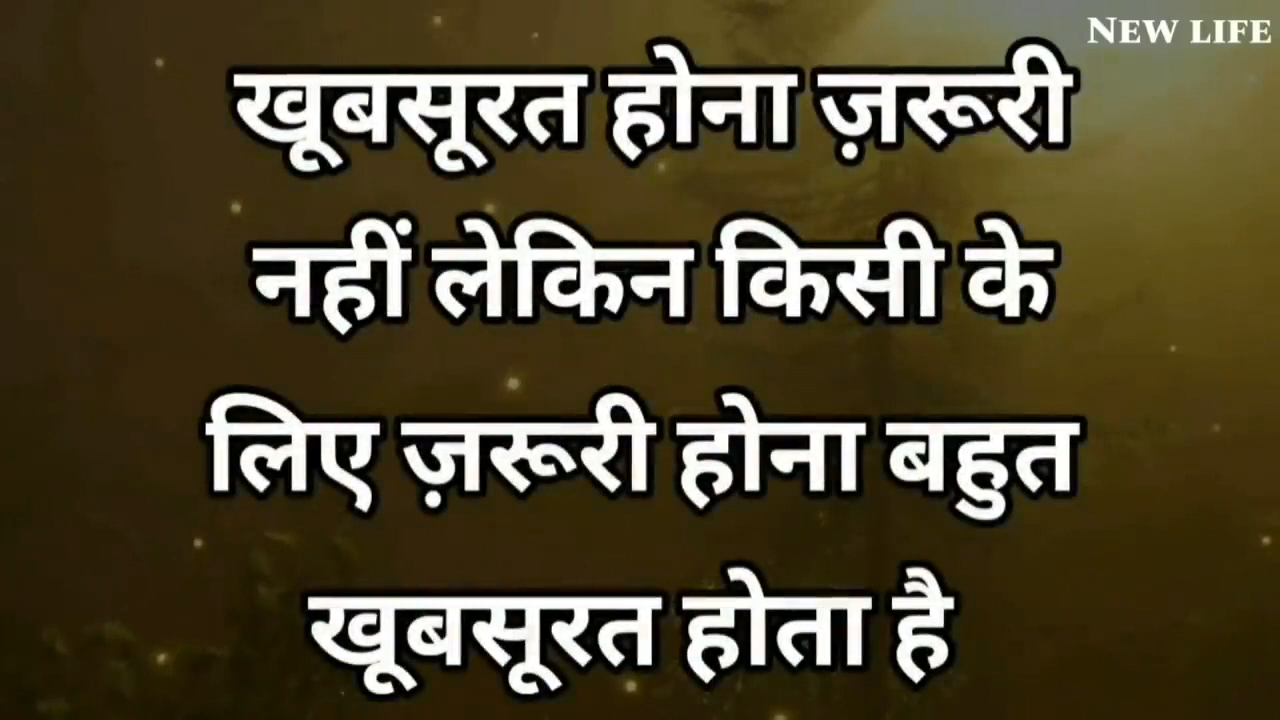 NEW LIFE
खूबसूरत होना ज़रूरी
नहीं लेकिन किसी के
लिए ज़रूरी होना बहुत
खूबसूरत होता है